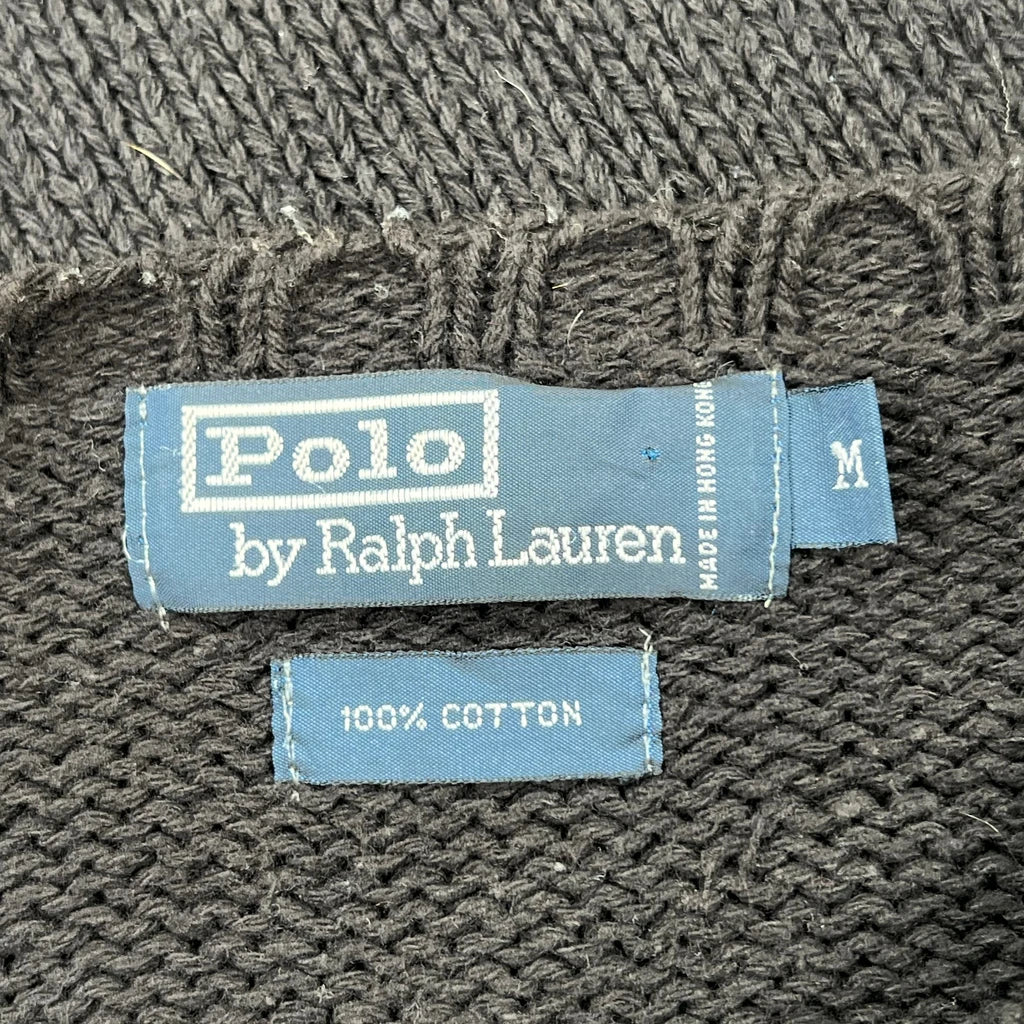 Polo
by Ralph Lauren
MADE IN HONG KONG
M
100% COTTON